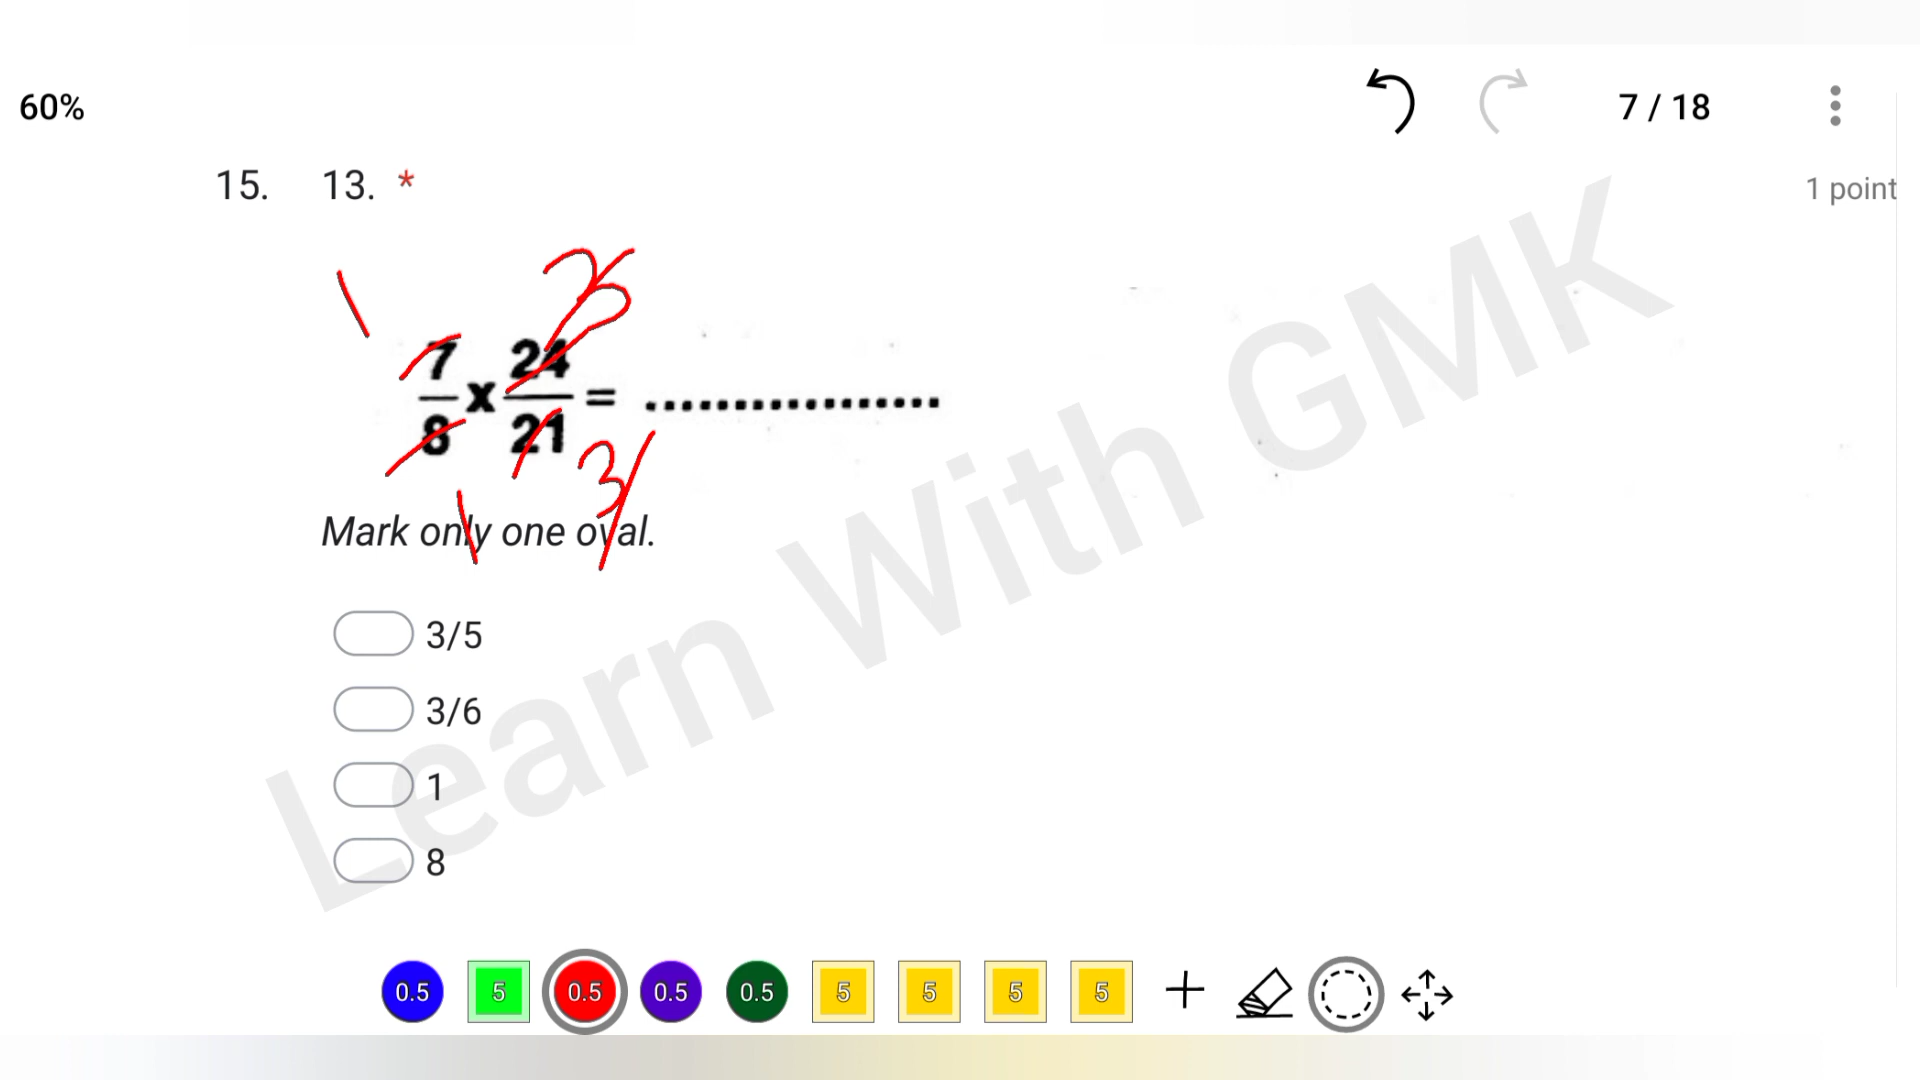 60%
7 / 18
15. 13. *
1 point
1 3
7/8 x 24/21 = ................
1 3
Mark only one oval.
3/5
3/6
1
8
Learn With GMK
0.5 5 0.5 0.5 0.5 5 5 5 5